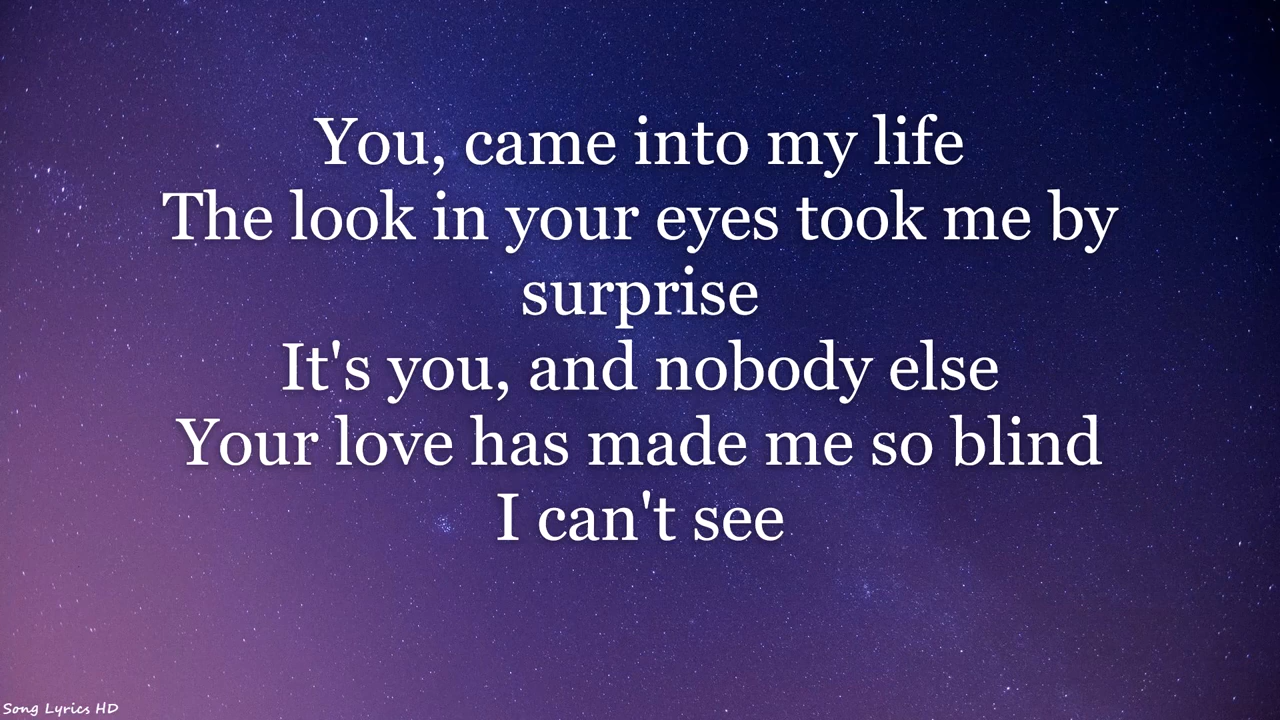 You, came into my life
The look in your eyes took me by
surprise
It's you, and nobody else
Your love has made me so blind
I can't see
Song Lyrics HD